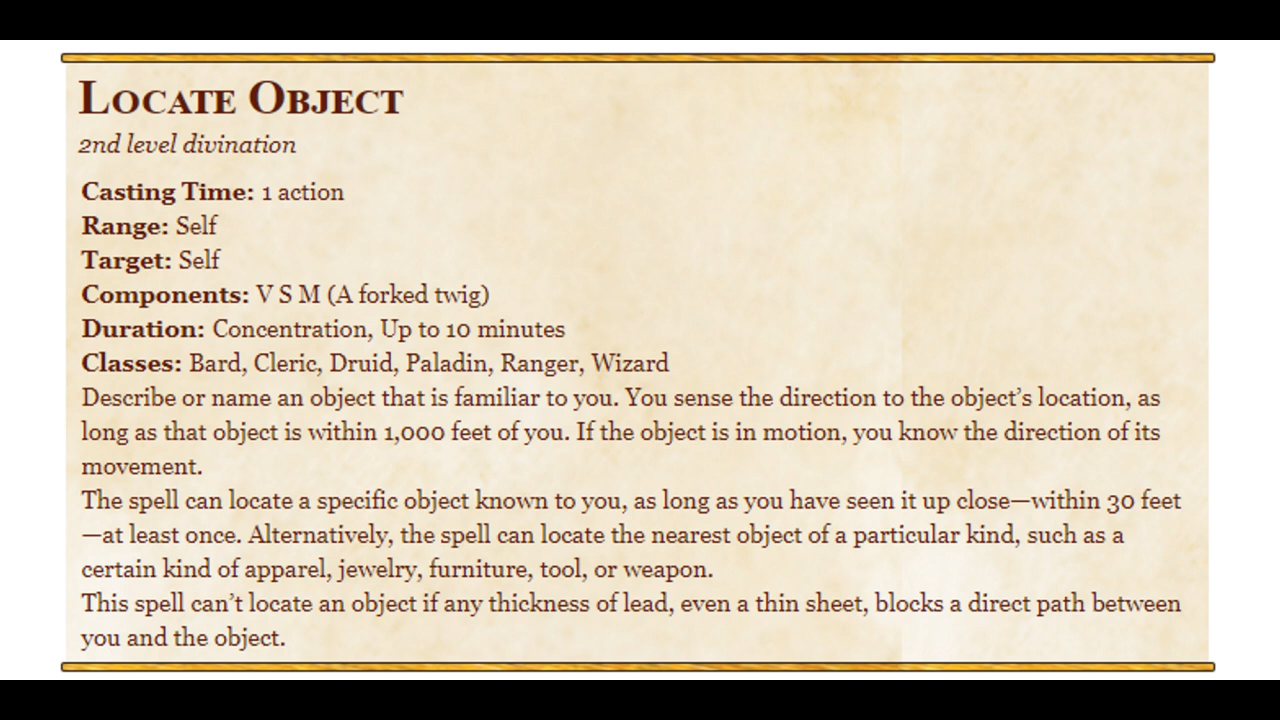 Locate Object
2nd level divination
Casting Time: 1 action
Range: Self
Target: Self
Components: V S M (A forked twig)
Duration: Concentration, Up to 10 minutes
Classes: Bard, Cleric, Druid, Paladin, Ranger, Wizard
Describe or name an object that is familiar to you. You sense the direction to the object’s location, as
long as that object is within 1,000 feet of you. If the object is in motion, you know the direction of its
movement.
The spell can locate a specific object known to you, as long as you have seen it up close—within 30 feet
—at least once. Alternatively, the spell can locate the nearest object of a particular kind, such as a
certain kind of apparel, jewelry, furniture, tool, or weapon.
This spell can’t locate an object if any thickness of lead, even a thin sheet, blocks a direct path between
you and the object.